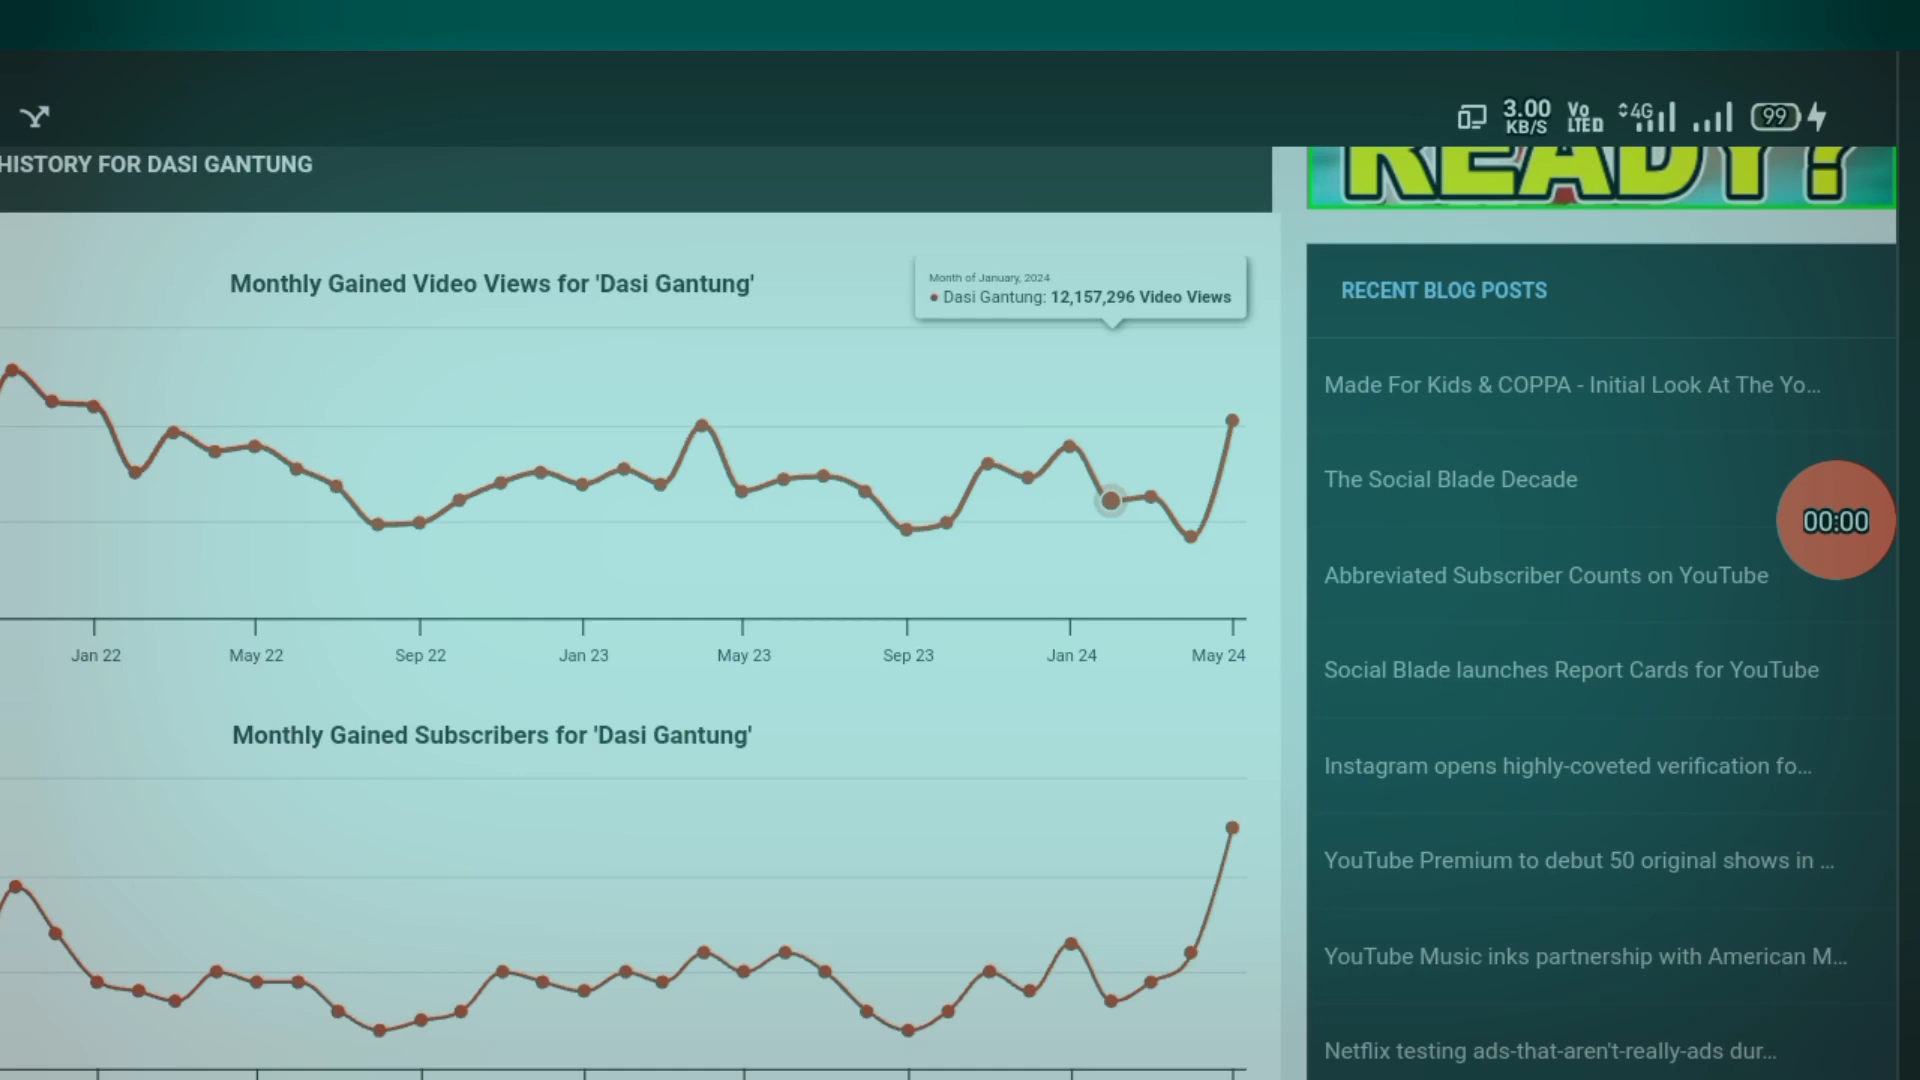 3.00
KB/S
Vo
LTED
4G
99
HISTORY FOR DASI GANTUNG
READY?
Monthly Gained Video Views for 'Dasi Gantung'
Month of January, 2024
Dasi Gantung: 12,157,296 Video Views
Jan 22
May 22
Sep 22
Jan 23
May 23
Sep 23
Jan 24
May 24
Monthly Gained Subscribers for 'Dasi Gantung'
RECENT BLOG POSTS
Made For Kids & COPPA - Initial Look At The Yo...
The Social Blade Decade
00:00
Abbreviated Subscriber Counts on YouTube
Social Blade launches Report Cards for YouTube
Instagram opens highly-coveted verification fo...
YouTube Premium to debut 50 original shows in ...
YouTube Music inks partnership with American M...
Netflix testing ads-that-aren't-really-ads dur...